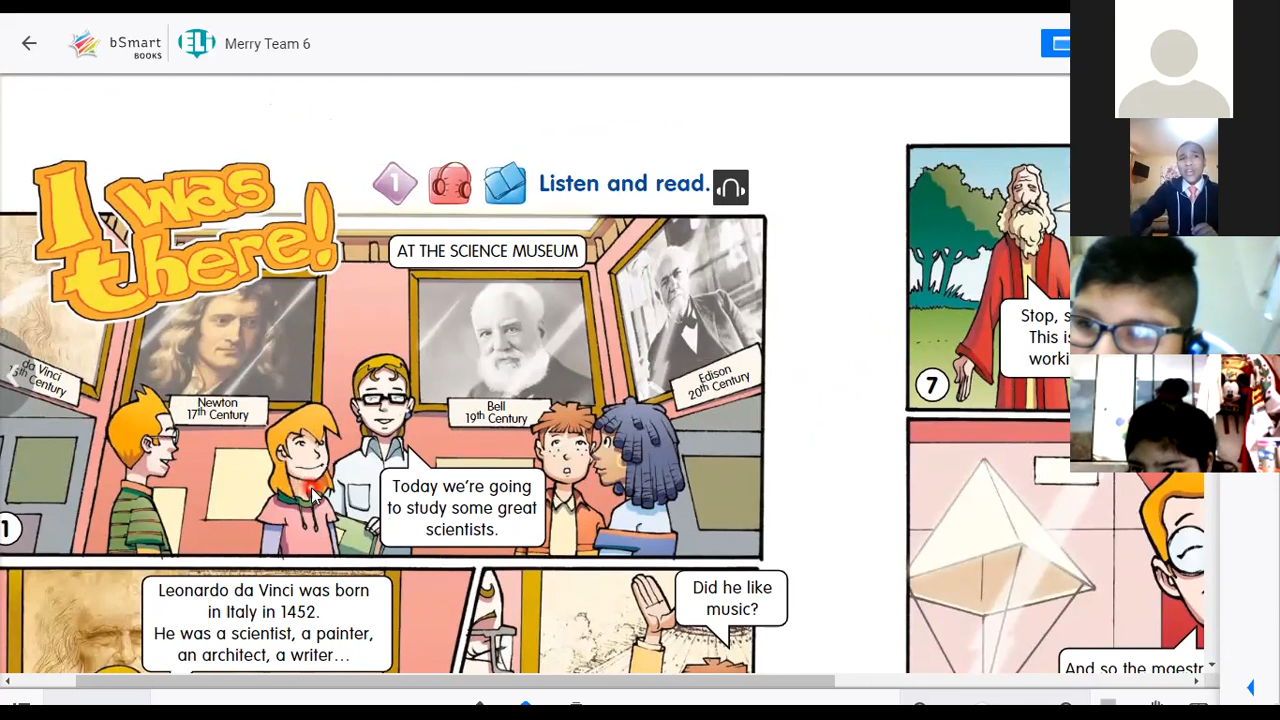 bSmart
BOOKS
ELi
Merry Team 6
I was
there!
1
Listen and read.
AT THE SCIENCE MUSEUM
da Vinci
15th Century
Newton
17th Century
Bell
19th Century
Edison
20th Century
Today we're going
to study some great
scientists.
1
Leonardo da Vinci was born
in Italy in 1452.
He was a scientist, a painter,
an architect, a writer...
Did he like
music?
Stop, s
This is
worki
7
And so the maestr